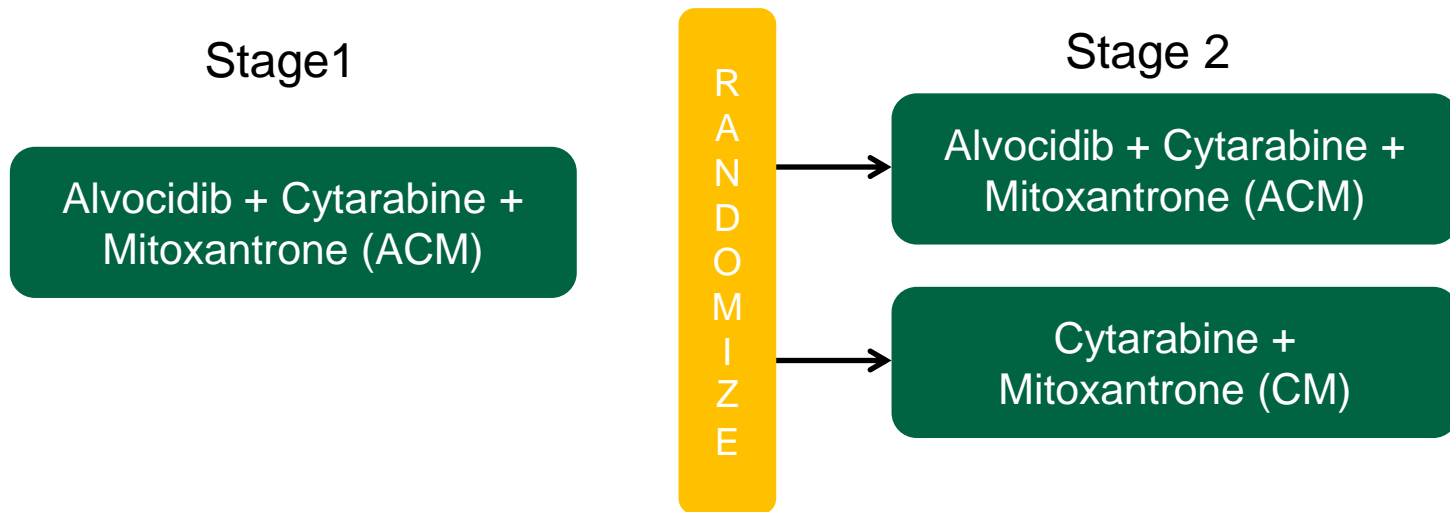 Stage1
Alvocidib + Cytarabine +
Mitoxantrone (ACM)
R
A
N
D
O
M
I
Z
E
Stage 2
Alvocidib + Cytarabine +
Mitoxantrone (ACM)
Cytarabine +
Mitoxantrone (CM)